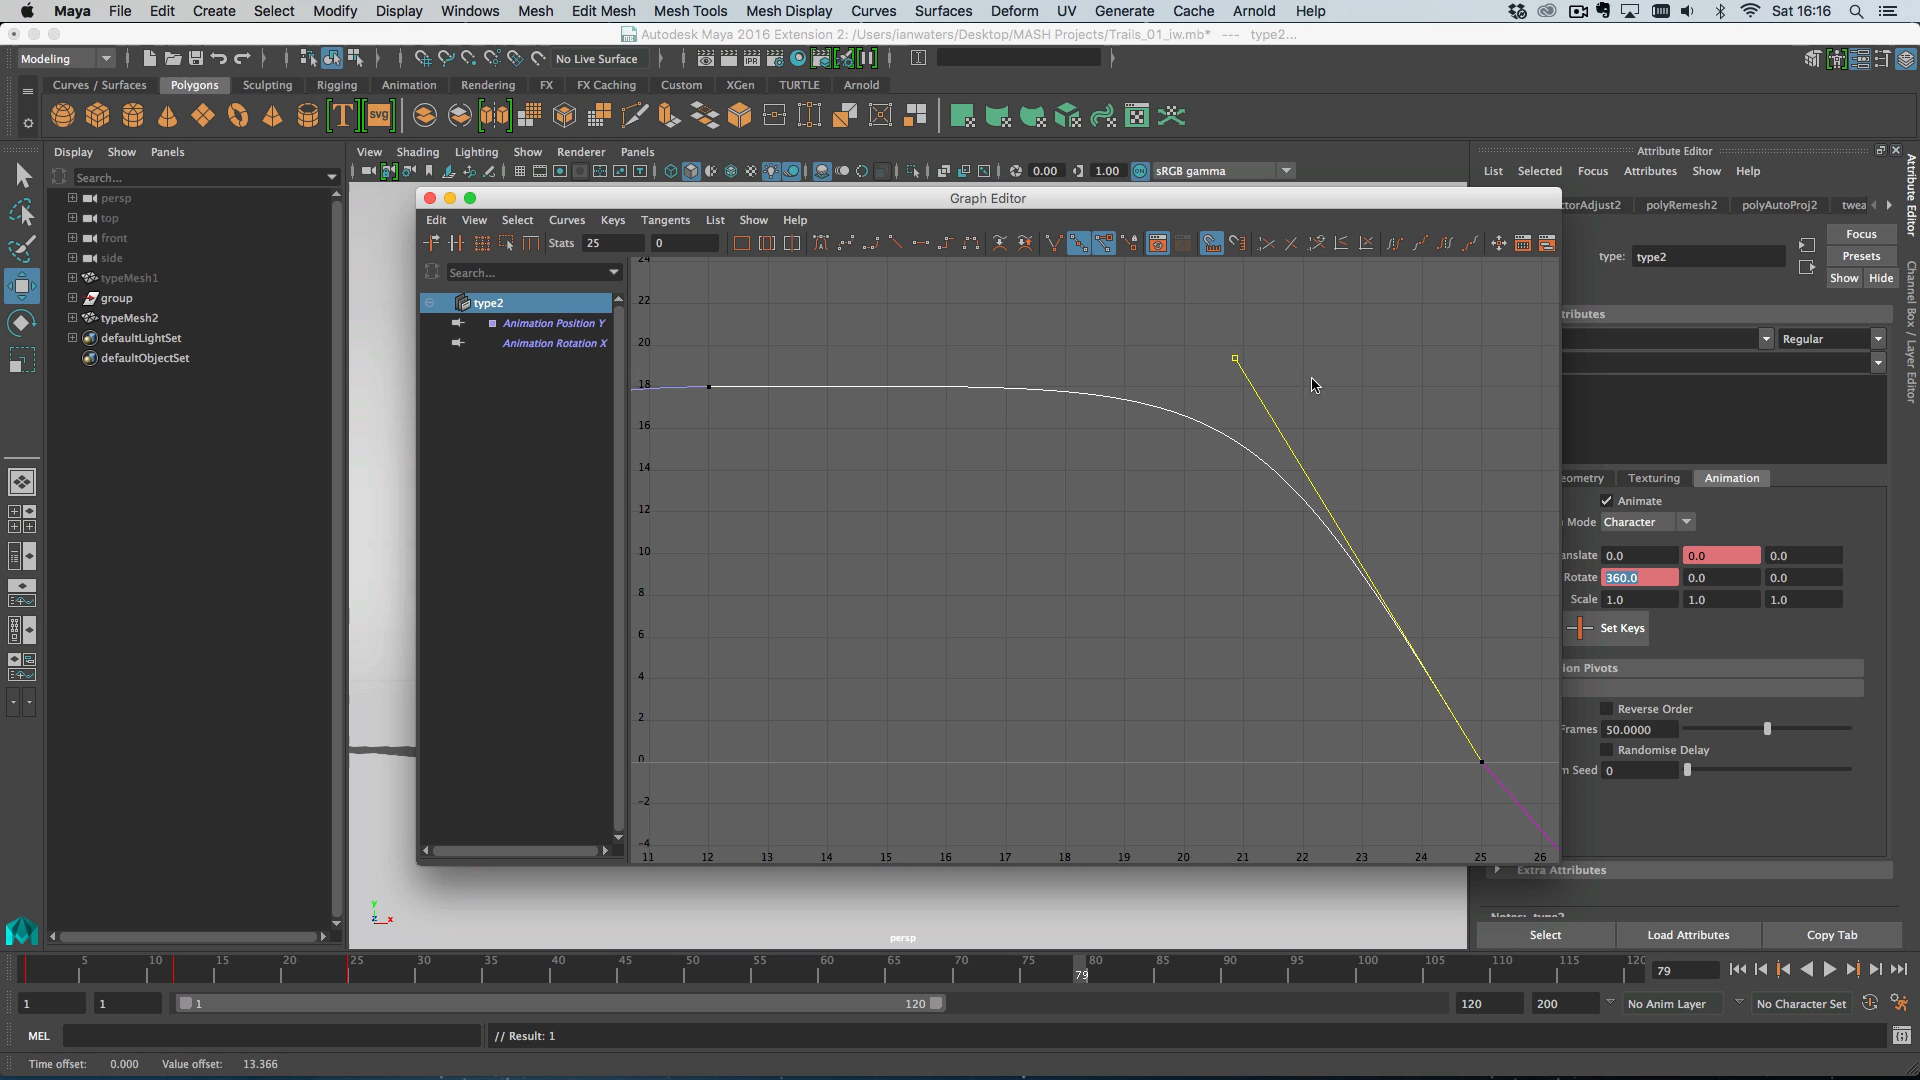 Maya File Edit Create Select Modify Display Windows Mesh Edit Mesh Mesh Tools Mesh Display Curves Surfaces Deform UV Generate Cache Arnold Help Sat 16:16
Autodesk Maya 2016 Extension 2: /Users/ianwaters/Desktop/MASH Projects/Trails_01_iw.mb* --- type2...
Modeling No Live Surface IPR
Curves / Surfaces Polygons Sculpting Rigging Animation Rendering FX FX Caching Custom XGen TURTLE Arnold
T svg
Display Show Panels View Shading Lighting Show Renderer Panels Attribute Editor
Search... 0.00 1.00 ON sRGB gamma List Selected Focus Attributes Show Help
persp
top
front
side
typeMesh1
group
typeMesh2
defaultLightSet
defaultObjectSet
Graph Editor
Edit View Select Curves Keys Tangents List Show Help
Stats 25 0
Search...
type2
Animation Position Y
Animation Rotation X
24
22
20
18
16
14
12
10
8
6
4
2
0
-2
-4
11 12 13 14 15 16 17 18 19 20 21 22 23 24 25 26
ctorAdjust2 polyRemesh2 polyAutoProj2 twea
type: type2
Focus
Presets
Show Hide
tributes
Regular
eometry Texturing Animation
Animate
Mode Character
anslate 0.0 0.0 0.0
Rotate 360.0 0.0 0.0
Scale 1.0 1.0 1.0
Set Keys
ion Pivots
Reverse Order
Frames 50.0000
Randomise Delay
m Seed 0
Extra Attributes
Notes: type2
Select Load Attributes Copy Tab
Attribute Editor
Channel Box / Layer Editor
y
z x
persp
5 10 15 20 25 30 35 40 45 50 55 60 65 70 75 80 85 90 95 100 105 110 115 120
79
79
1 1 1 120 120 200 No Anim Layer No Character Set
MEL // Result: 1
Time offset: 0.000 Value offset: 13.366